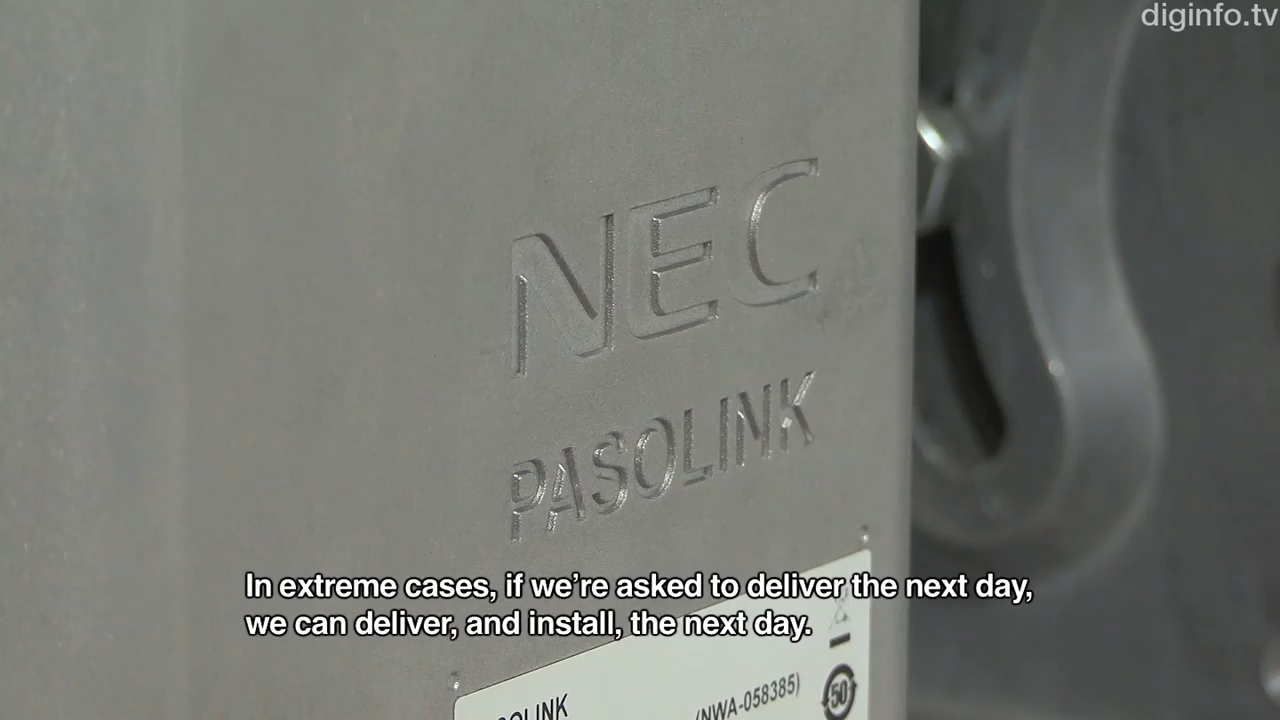 diginfo.tv
NEC
PASOLINK
In extreme cases, if we're asked to deliver the next day,
we can deliver, and install, the next day.
OLINK
(NWA-058385)
50